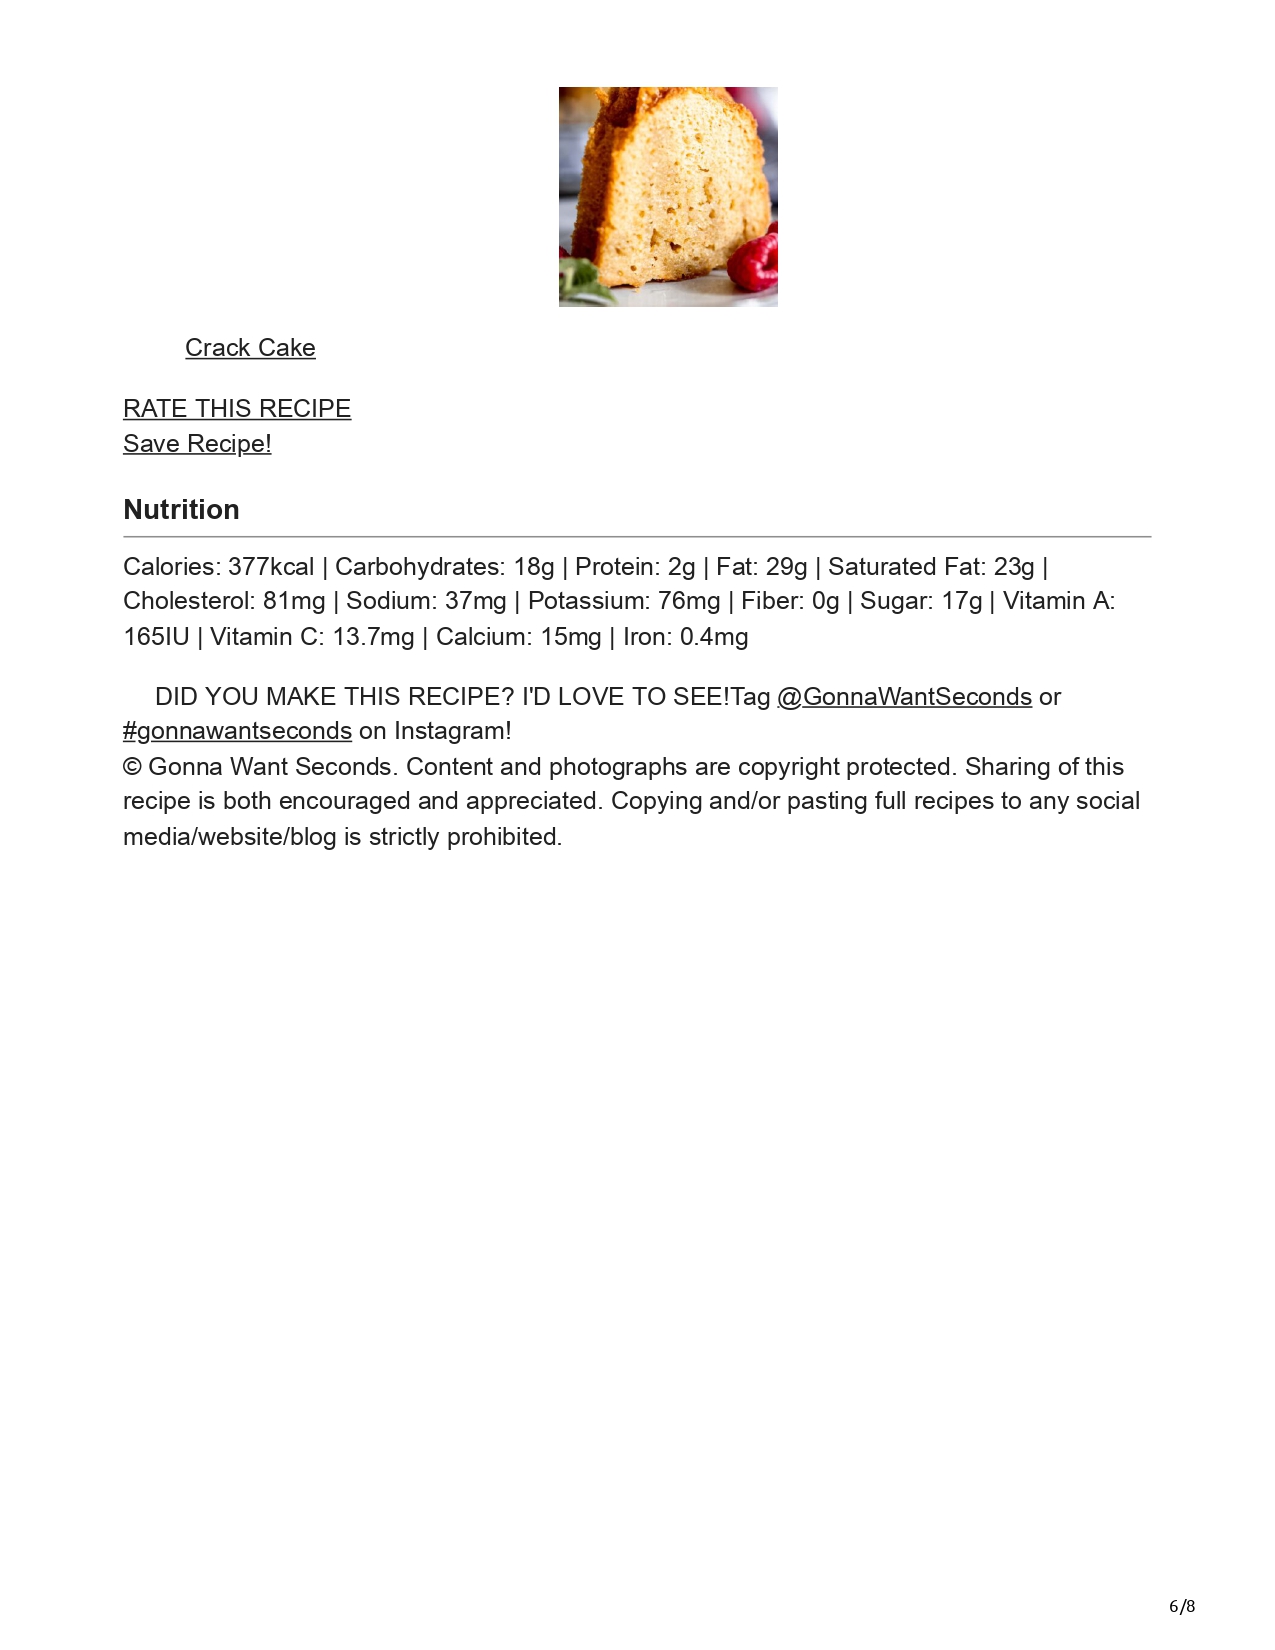 Crack Cake
RATE THIS RECIPE
Save Recipe!
Nutrition
Calories: 377kcal | Carbohydrates: 18g | Protein: 2g | Fat: 29g | Saturated Fat: 23g |
Cholesterol: 81mg | Sodium: 37mg | Potassium: 76mg | Fiber: 0g | Sugar: 17g | Vitamin A:
165IU | Vitamin C: 13.7mg | Calcium: 15mg | Iron: 0.4mg
DID YOU MAKE THIS RECIPE? I'D LOVE TO SEE!Tag @GonnaWantSeconds or
#gonnawantseconds on Instagram!
© Gonna Want Seconds. Content and photographs are copyright protected. Sharing of this
recipe is both encouraged and appreciated. Copying and/or pasting full recipes to any social
media/website/blog is strictly prohibited.
6/8